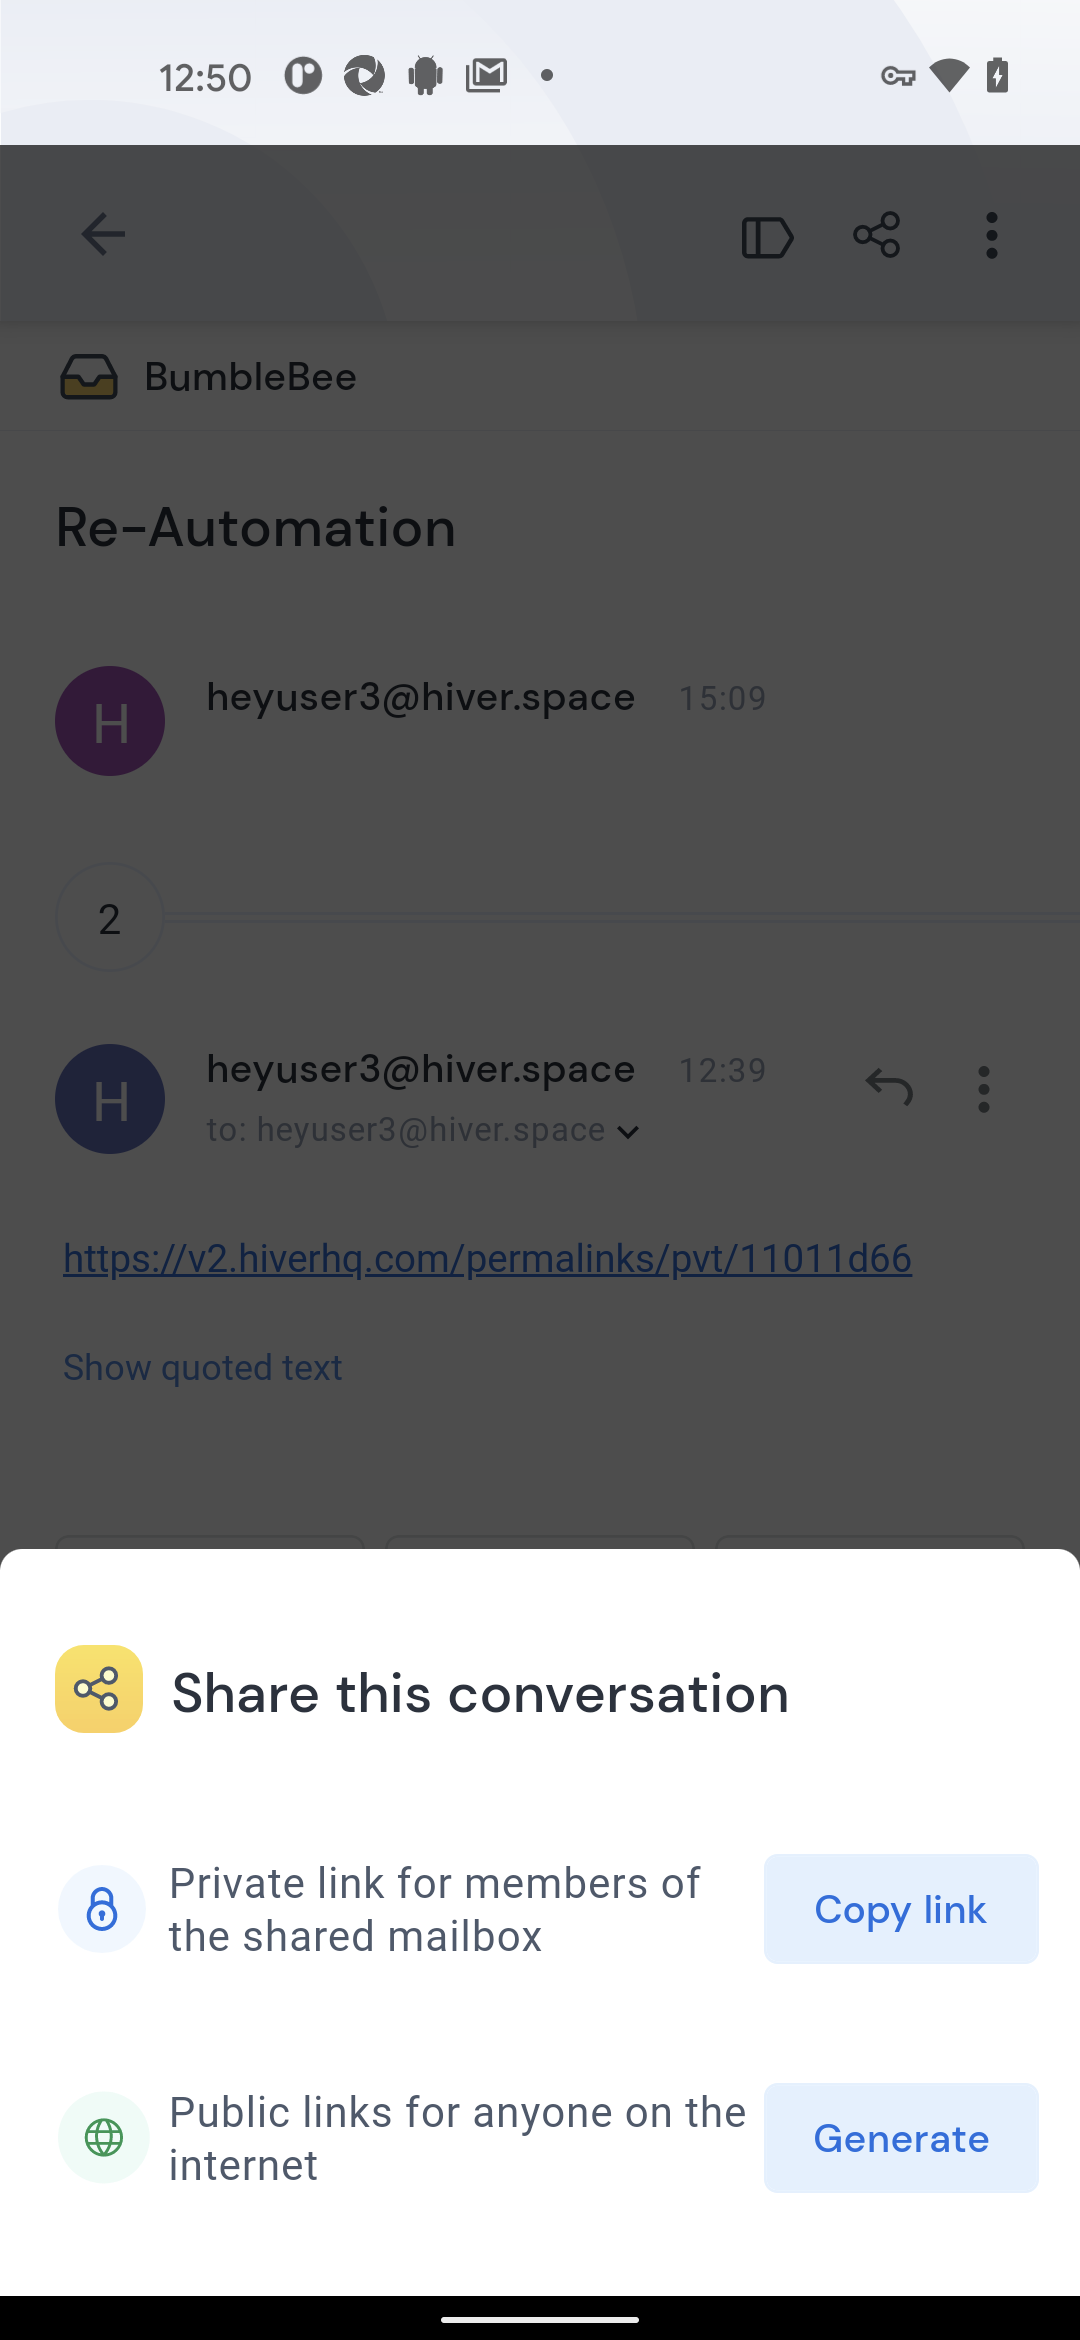 12:50
BumbleBee
Re-Automation
H
heyuser3@hiver.space 15:09
2
H
heyuser3@hiver.space 12:39
to: heyuser3@hiver.space
https://v2.hiverhq.com/permalinks/pvt/11011d66
Show quoted text
Share this conversation
Private link for members of
the shared mailbox
Copy link
Public links for anyone on the
internet
Generate